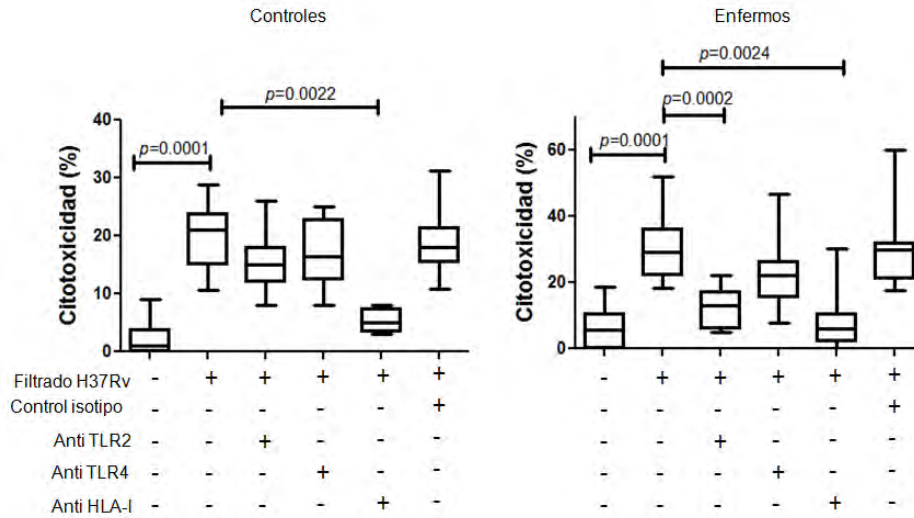 Controles
Enfermos
p=0.0024
p=0.0022
p=0.0002
p=0.0001
p=0.0001
Citotoxicidad (%)
40
30
20
10
0
Citotoxicidad (%)
60
40
20
0
Filtrado H37Rv - + + + + + - + + + + +
Control isotipo - - - - - + - - - - - +
Anti TLR2 - - + - - - - - + - - -
Anti TLR4 - - - + - - - - - + - -
Anti HLA-I - - - - + - - - - - + -